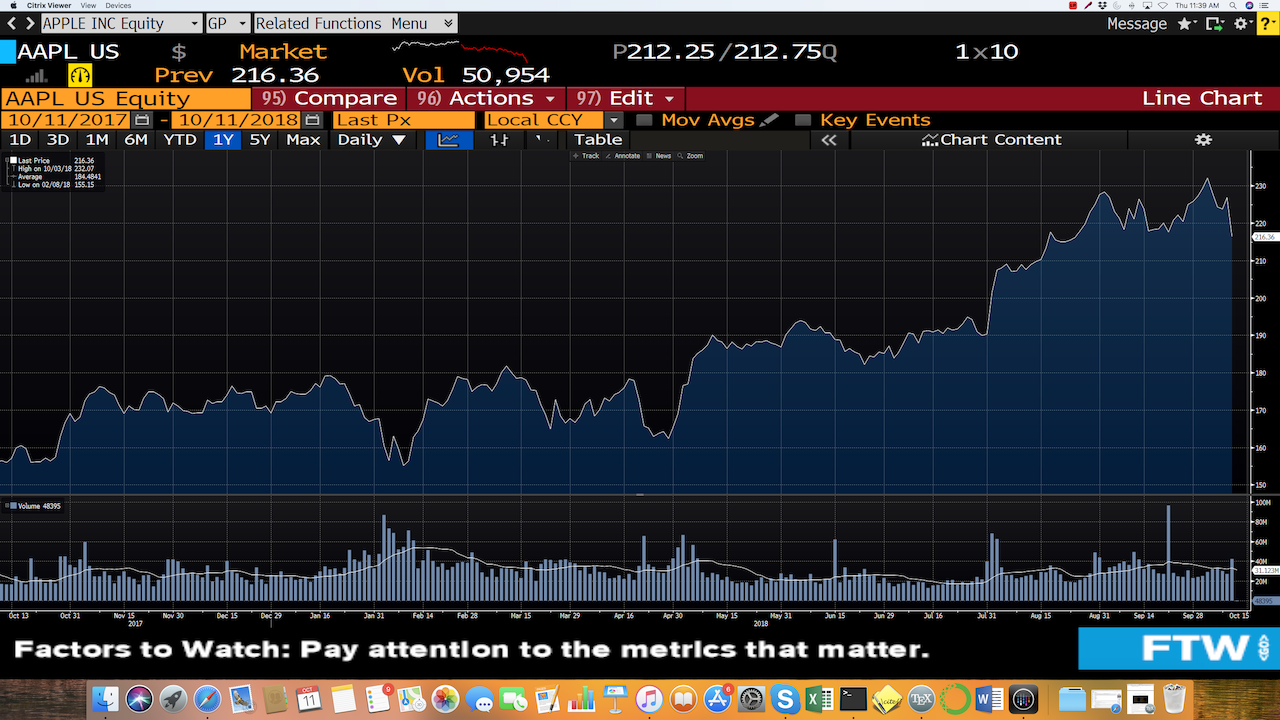 Citrix Viewer View Devices Thu 11:39 AM
APPLE INC Equity GP Related Functions Menu Message ?
AAPL US $ Market P212.25/212.75Q 1x10
Prev 216.36 Vol 50,954
AAPL US Equity 95) Compare 96) Actions 97) Edit Line Chart
10/11/2017 - 10/11/2018 Last Px Local CCY Mov Avgs Key Events
1D 3D 1M 6M YTD 1Y 5Y Max Daily Table Chart Content
Track Annotate News Zoom
Last Price 216.36
High on 10/03/18 232.07
Average 184.4841
Low on 02/08/18 155.15
230
220
216.36
210
200
190
180
170
160
150
Volume 48395
100M
80M
60M
40M
31.123M
20M
48395
Oct 13 Oct 31 Nov 15 Nov 30 Dec 15 Dec 29 Jan 16 Jan 31 Feb 14 Feb 28 Mar 15 Mar 29 Apr 16 Apr 30 May 15 May 31 Jun 15 Jun 29 Jul 16 Jul 31 Aug 15 Aug 31 Sep 14 Sep 28 Oct 15
2017 2018
Factors to Watch: Pay attention to the metrics that matter.
FTW
OCT
11
9
6
TeX